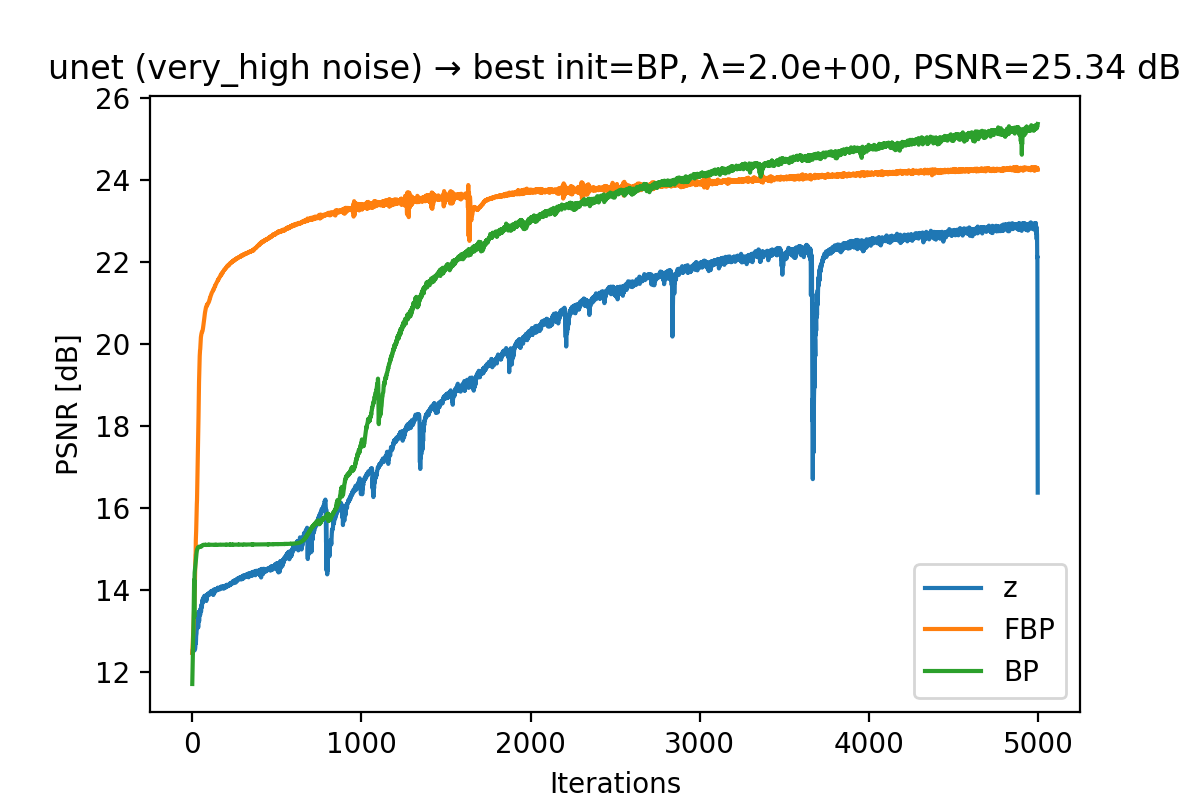 unet (very_high noise) → best init=BP, λ=2.0e+00, PSNR=25.34 dB
26
24
22
20
18
16
14
12
PSNR [dB]
z
FBP
BP
0 1000 2000 3000 4000 5000
Iterations